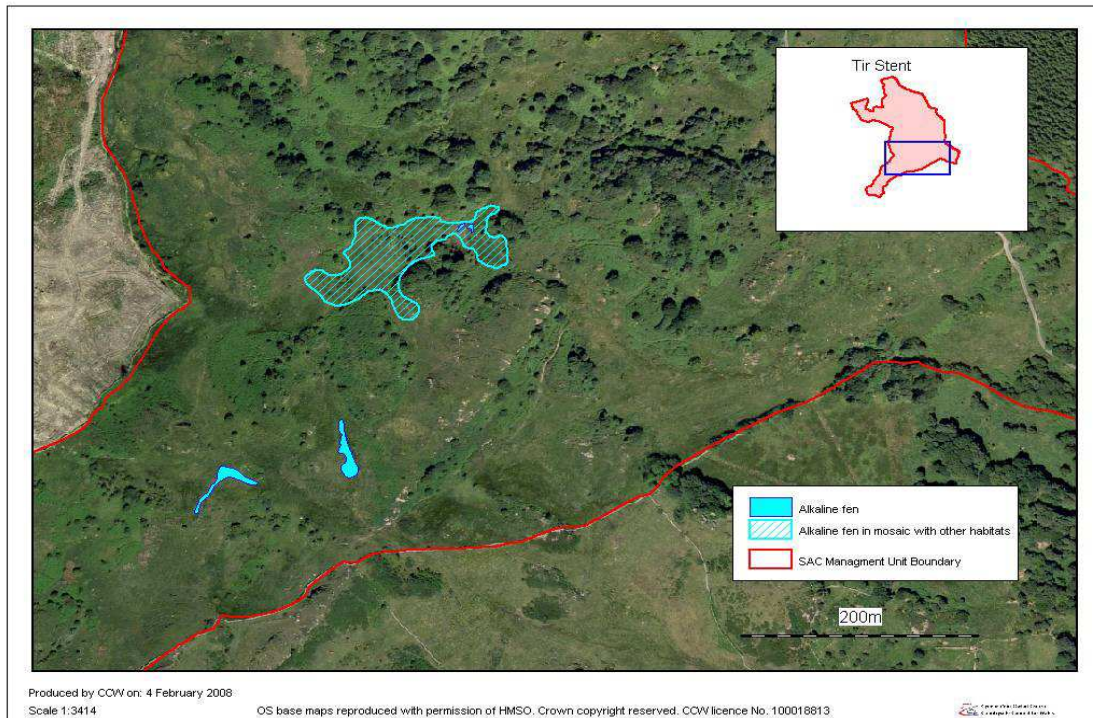 Tir Stent
Alkaline fen
Alkaline fen in mosaic with other habitats
SAC Managment Unit Boundary
200m
Produced by CCW on: 4 February 2008
Scale 1:3414
OS base maps reproduced with permission of HMSO. Crown copyright reserved. CCW licence No. 100018813